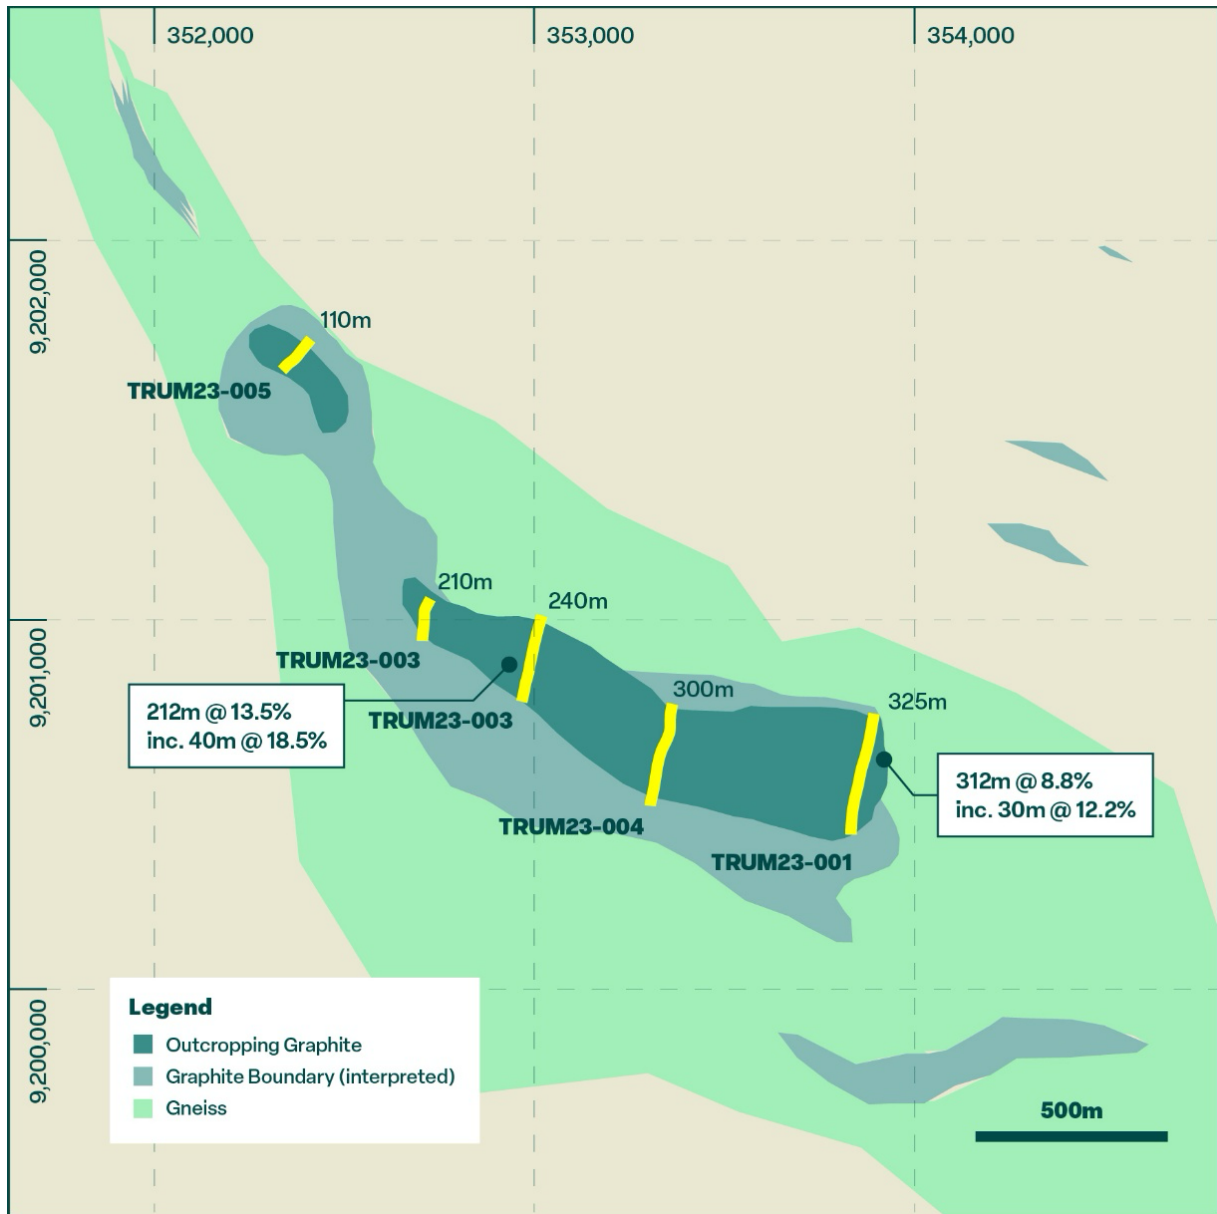 352,000
353,000
354,000
9,202,000
110m
TRUM23-005
210m
240m
9,201,000
TRUM23-003
300m
325m
212m @ 13.5%
inc. 40m @ 18.5%
TRUM23-003
312m @ 8.8%
inc. 30m @ 12.2%
TRUM23-004
TRUM23-001
9,200,000
Legend
Outcropping Graphite
Graphite Boundary (interpreted)
Gneiss
500m